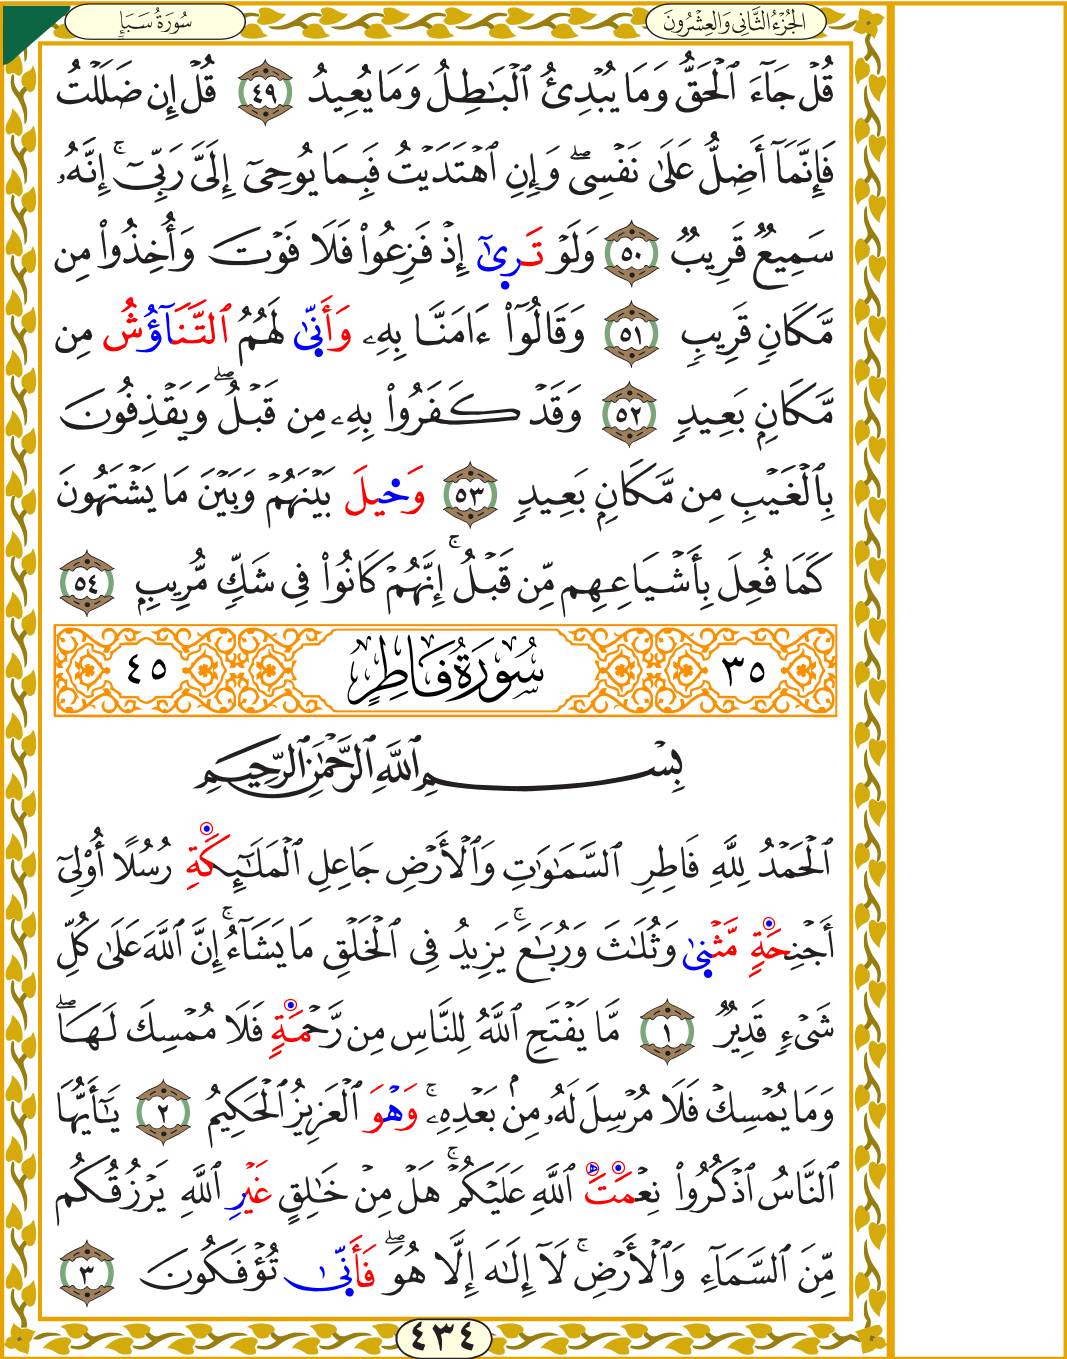 سُورَةُ سَبَإٍ
الجُزْءُ الثَّانِي وَالعِشْرُونَ
قُلْ جَآءَ ٱلْحَقُّ وَمَا يُبْدِئُ ٱلْبَٰطِلُ وَمَا يُعِيدُ ٤٩ قُلْ إِن ضَلَلْتُ
فَإِنَّمَآ أَضِلُّ عَلَىٰ نَفْسِىۖ وَإِنِ ٱهْتَدَيْتُ فَبِمَا يُوحِىٓ إِلَىَّ رَبِّىٓۚ إِنَّهُۥ
سَمِيعٌ قَرِيبٌ ٥٠ وَلَوْ تَرِىٰٓ إِذْ فَزِعُوا۟ فَلَا فَوْتَ وَأُخِذُوا۟ مِن
مَّكَانٍ قَرِيبٍ ٥١ وَقَالُوٓا۟ ءَامَنَّا بِهِۦ وَأَنِّىٰ لَهُمُ ٱلتَّنَآؤُشُ مِن
مَّكَانٍۭ بَعِيدٍ ٥٢ وَقَدْ كَفَرُوا۟ بِهِۦ مِن قَبْلُۖ وَيَقْذِفُونَ
بِٱلْغَيْبِ مِن مَّكَانٍۭ بَعِيدٍ ٥٣ وَحِيلَ بَيْنَهُمْ وَبَيْنَ مَا يَشْتَهُونَ
كَمَا فُعِلَ بِأَشْيَاعِهِم مِّن قَبْلُۚ إِنَّهُمْ كَانُوا۟ فِى شَكٍّ مُّرِيبٍۭ ٥٤
٣٥ سُورَةُ فَاطِرٍ ٤٥
بِسْمِ ٱللَّهِ ٱلرَّحْمَٰنِ ٱلرَّحِيمِ
ٱلْحَمْدُ لِلَّهِ فَاطِرِ ٱلسَّمَٰوَٰتِ وَٱلْأَرْضِ جَاعِلِ ٱلْمَلَٰٓئِكَةِ رُسُلًا أُو۟لِىٓ
أَجْنِحَةٍ مَّثْنِىٰ وَثُلَٰثَ وَرُبَٰعَۚ يَزِيدُ فِى ٱلْخَلْقِ مَا يَشَآءُۚ إِنَّ ٱللَّهَ عَلَىٰ كُلِّ
شَىْءٍ قَدِيرٌ ١ مَّا يَفْتَحِ ٱللَّهُ لِلنَّاسِ مِن رَّحْمَةٍ فَلَا مُمْسِكَ لَهَاۖ
وَمَا يُمْسِكْ فَلَا مُرْسِلَ لَهُۥ مِنۢ بَعْدِهِۦۚ وَهْوَ ٱلْعَزِيزُ ٱلْحَكِيمُ ٢ يَٰٓأَيُّهَا
ٱلنَّاسُ ٱذْكُرُوا۟ نِعْمَتَ ٱللَّهِ عَلَيْكُمْۚ هَلْ مِنْ خَٰلِقٍ غَيْرِ ٱللَّهِ يَرْزُقُكُم
مِّنَ ٱلسَّمَآءِ وَٱلْأَرْضِۚ لَآ إِلَٰهَ إِلَّا هُوَۖ فَأَنِّىٰ تُؤْفَكُونَ ٣
٤٣٤